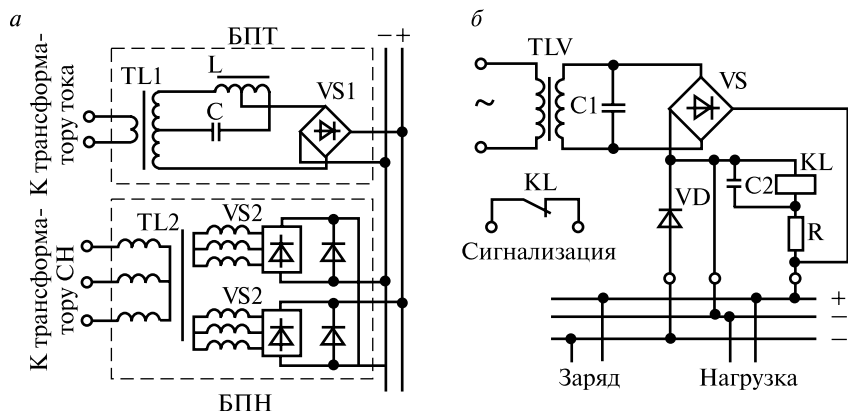 а
БПТ
− +
К трансформа-
тору тока
TL1
L
C
VS1
К трансформа-
тору СН
TL2
VS2
VS2
БПН
б
TLV
~
C1
VS
KL
Сигнализация
VD
C2
KL
R
+
−
−
Заряд
Нагрузка